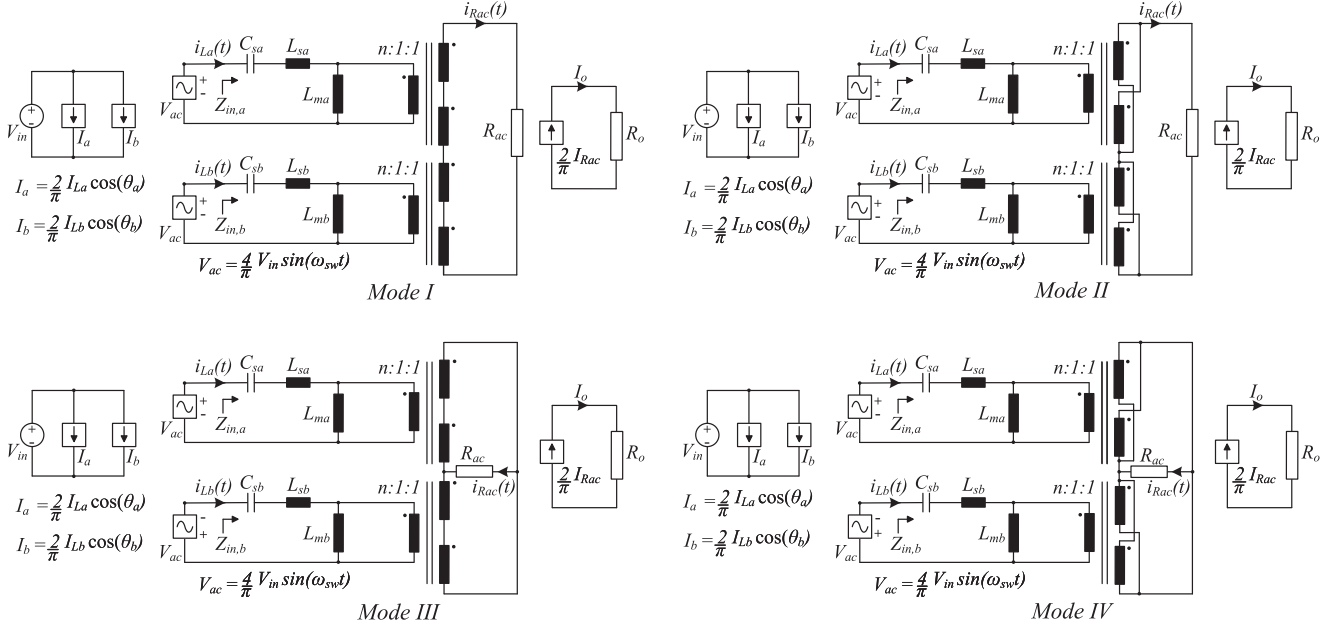 i_Rac(t)
i_La(t) C_sa L_sa n:1:1
+
-
V_ac Z_in,a L_ma
V_in I_a I_b
R_ac I_o R_o
2/π I_Rac
I_a = 2/π I_La cos(θ_a)
I_b = 2/π I_Lb cos(θ_b)
i_Lb(t) C_sb L_sb n:1:1
+
-
V_ac Z_in,b L_mb
V_ac = 4/π V_in sin(ω_sw t)
Mode I
i_Rac(t)
i_La(t) C_sa L_sa n:1:1
+
-
V_ac Z_in,a L_ma
V_in I_a I_b
R_ac I_o R_o
2/π I_Rac
I_a = 2/π I_La cos(θ_a)
I_b = 2/π I_Lb cos(θ_b)
i_Lb(t) C_sb L_sb n:1:1
+
-
V_ac Z_in,b L_mb
V_ac = 4/π V_in sin(ω_sw t)
Mode II
i_La(t) C_sa L_sa n:1:1
+
-
V_ac Z_in,a L_ma
V_in I_a I_b
R_ac I_o R_o
i_Rac(t)
2/π I_Rac
I_a = 2/π I_La cos(θ_a)
I_b = 2/π I_Lb cos(θ_b)
i_Lb(t) C_sb L_sb n:1:1
-
+
V_ac Z_in,b L_mb
V_ac = 4/π V_in sin(ω_sw t)
Mode III
i_La(t) C_sa L_sa n:1:1
+
-
V_ac Z_in,a L_ma
V_in I_a I_b
R_ac I_o R_o
i_Rac(t)
2/π I_Rac
I_a = 2/π I_La cos(θ_a)
I_b = 2/π I_Lb cos(θ_b)
i_Lb(t) C_sb L_sb n:1:1
-
+
V_ac Z_in,b L_mb
V_ac = 4/π V_in sin(ω_sw t)
Mode IV